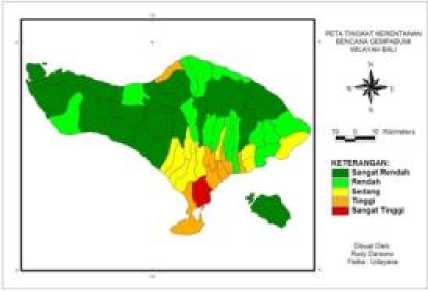 PETA TINGKAT KERENTANAN
BENCANA GEMPABUMI
WILAYAH BALI
N
E
S
10 0 10 Kilometers
KETERANGAN:
Sangat Rendah
Rendah
Sedang
Tinggi
Sangat Tinggi
Dibuat Oleh
Rudy Darsono
Fisika - Udayana